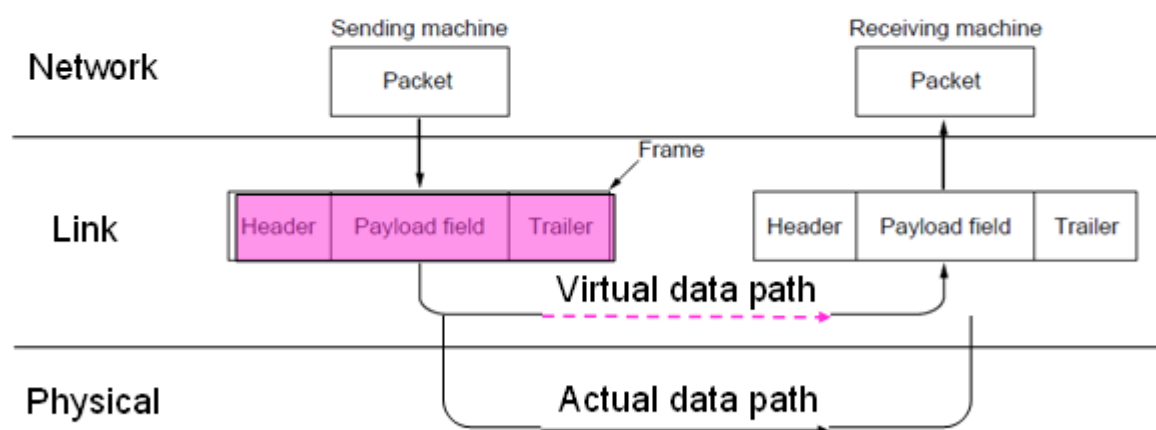 Sending machine
Receiving machine
Network
Packet
Packet
Frame
Link
Header
Payload field
Trailer
Header
Payload field
Trailer
Virtual data path
Physical
Actual data path